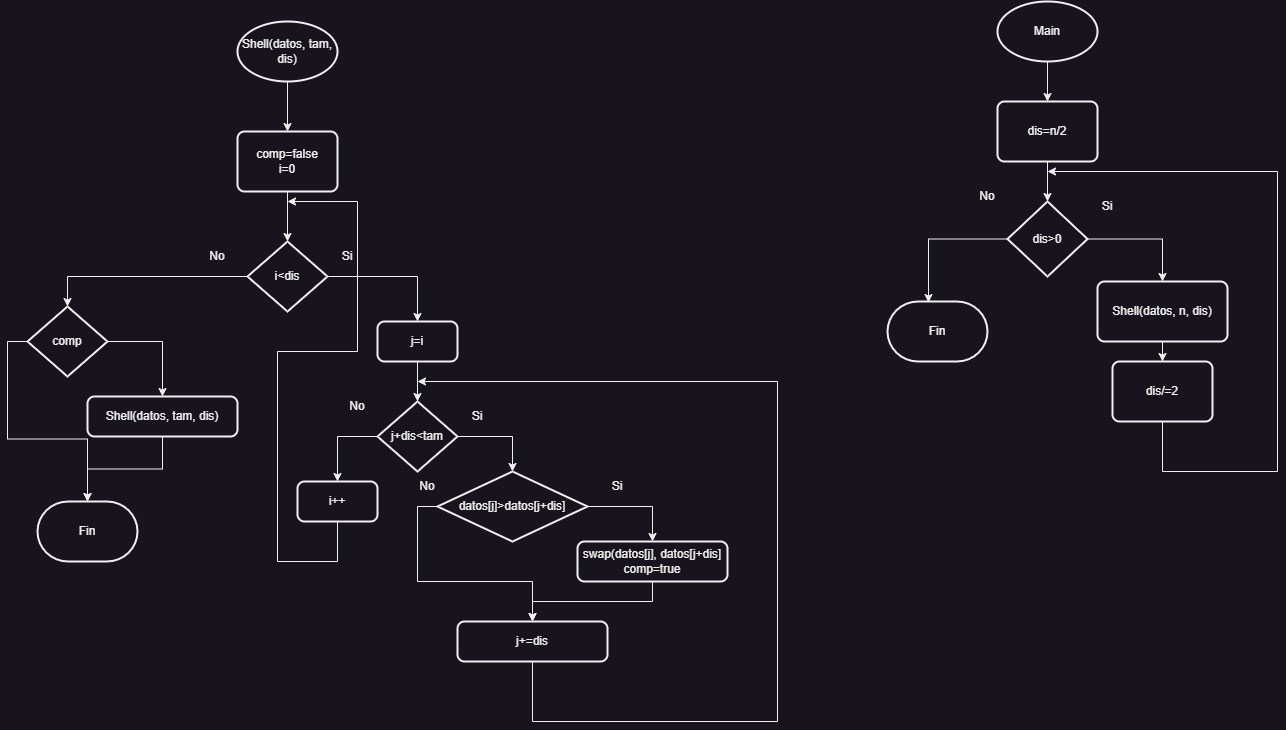 Shell(datos, tam,
dis)
comp=false
i=0
No
Si
i<dis
comp
j=i
Shell(datos, tam, dis)
No
Si
j+dis<tam
i++
No
Si
datos[j]>datos[j+dis]
Fin
swap(datos[j], datos[j+dis]
comp=true
j+=dis
Main
dis=n/2
No
Si
dis>0
Fin
Shell(datos, n, dis)
dis/=2